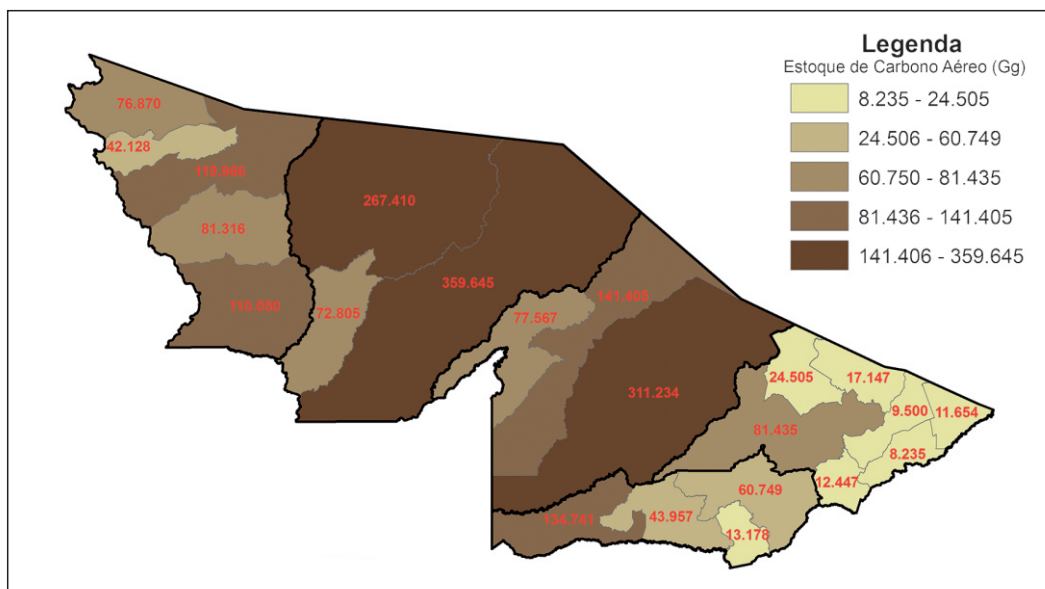 Legenda
Estoque de Carbono Aéreo (Gg)
8.235 - 24.505
24.506 - 60.749
60.750 - 81.435
81.436 - 141.405
141.406 - 359.645
76.870
42.128
81.316
267.410
359.645
72.805
141.405
77.567
311.234
24.505
17.147
9.500
11.654
81.435
8.235
12.447
60.749
134.741
43.957
13.178